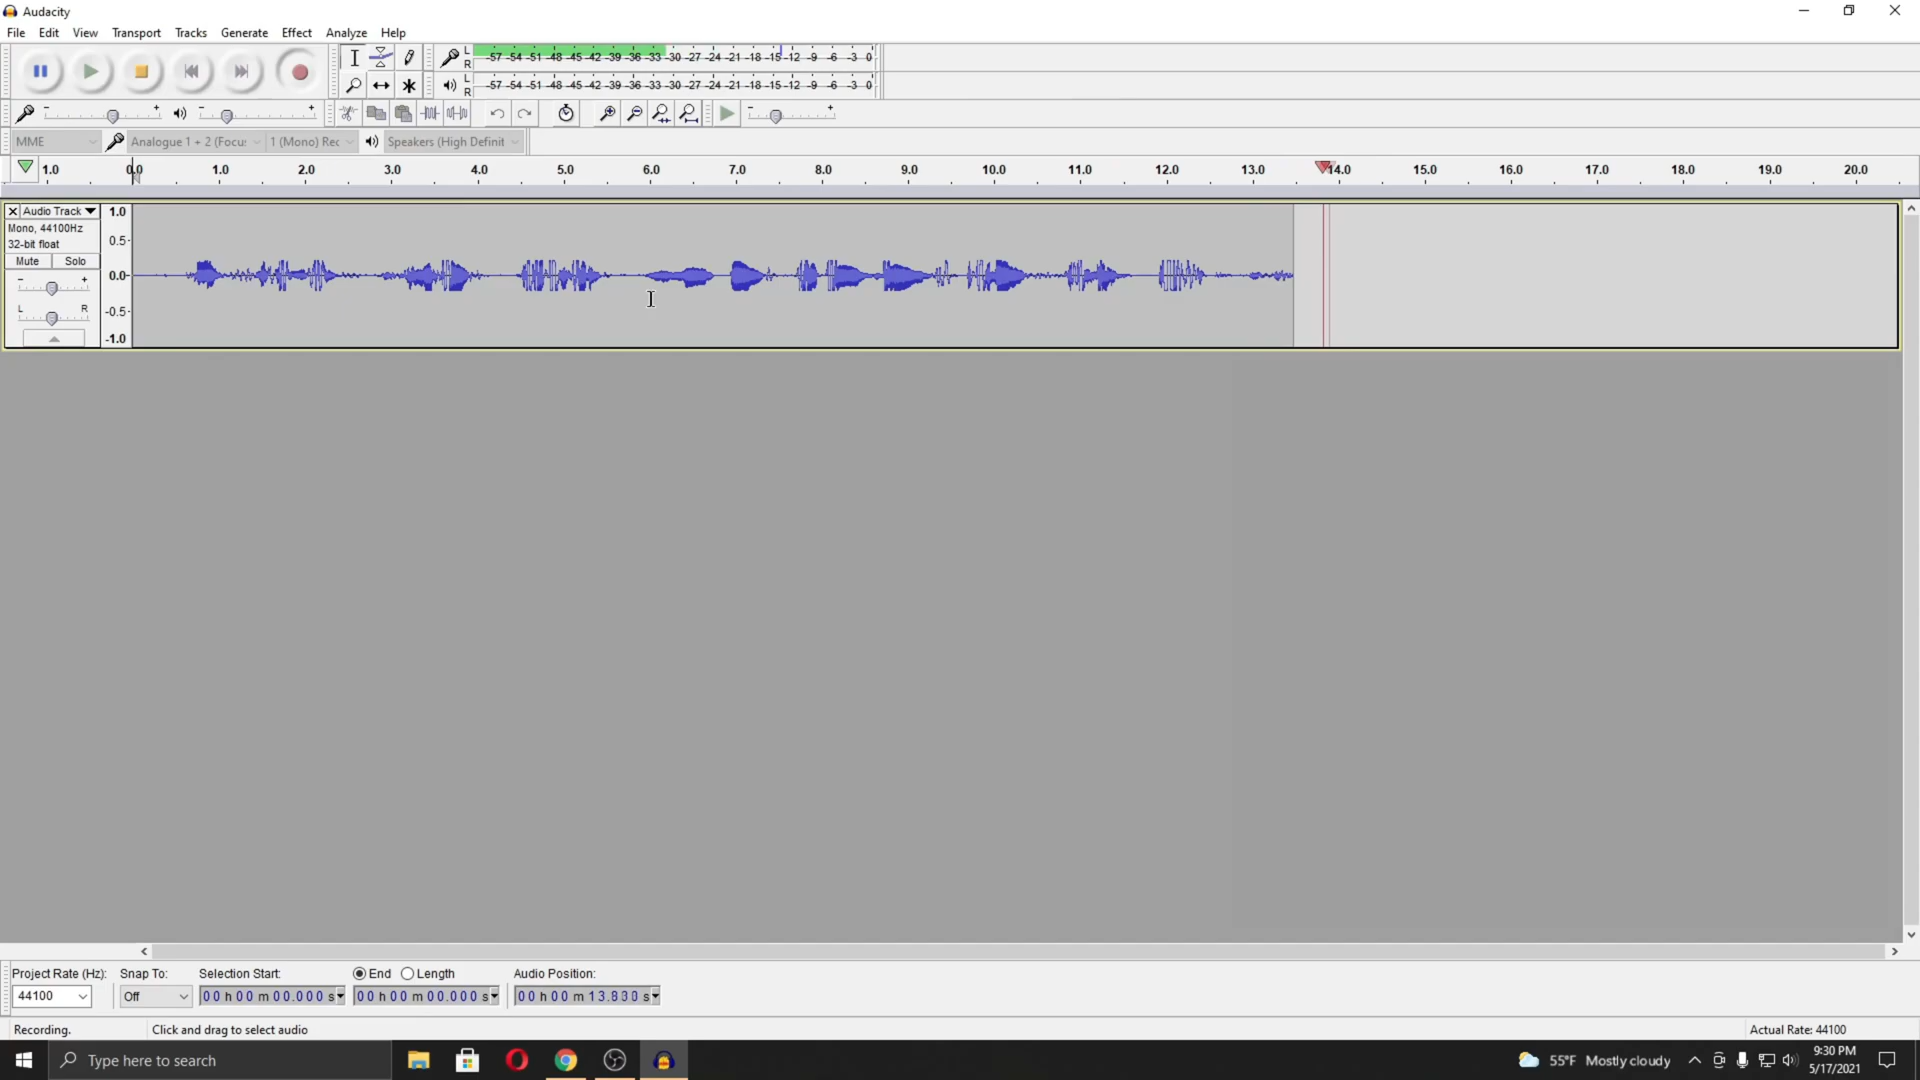 Audacity
File Edit View Transport Tracks Generate Effect Analyze Help
L
R
-57 -54 -51 -48 -45 -42 -39 -36 -33 -30 -27 -24 -21 -18 -15 -12 -9 -6 -3 0
L
R
-57 -54 -51 -48 -45 -42 -39 -36 -33 -30 -27 -24 -21 -18 -15 -12 -9 -6 -3 0
MME Analogue 1 + 2 (Focu: 1 (Mono) Rec Speakers (High Definit
1.0 0.0 1.0 2.0 3.0 4.0 5.0 6.0 7.0 8.0 9.0 10.0 11.0 12.0 13.0 14.0 15.0 16.0 17.0 18.0 19.0 20.0
Audio Track 1.0
Mono, 44100Hz
32-bit float 0.5
Mute Solo
0.0
L R
-0.5
-1.0
Project Rate (Hz): Snap To: Selection Start: End Length Audio Position:
44100 Off 00 h 00 m 00.000 s 00 h 00 m 00.000 s 00 h 00 m 13.830 s
Recording. Click and drag to select audio Actual Rate: 44100
Type here to search 55°F Mostly cloudy 9:30 PM
5/17/2021